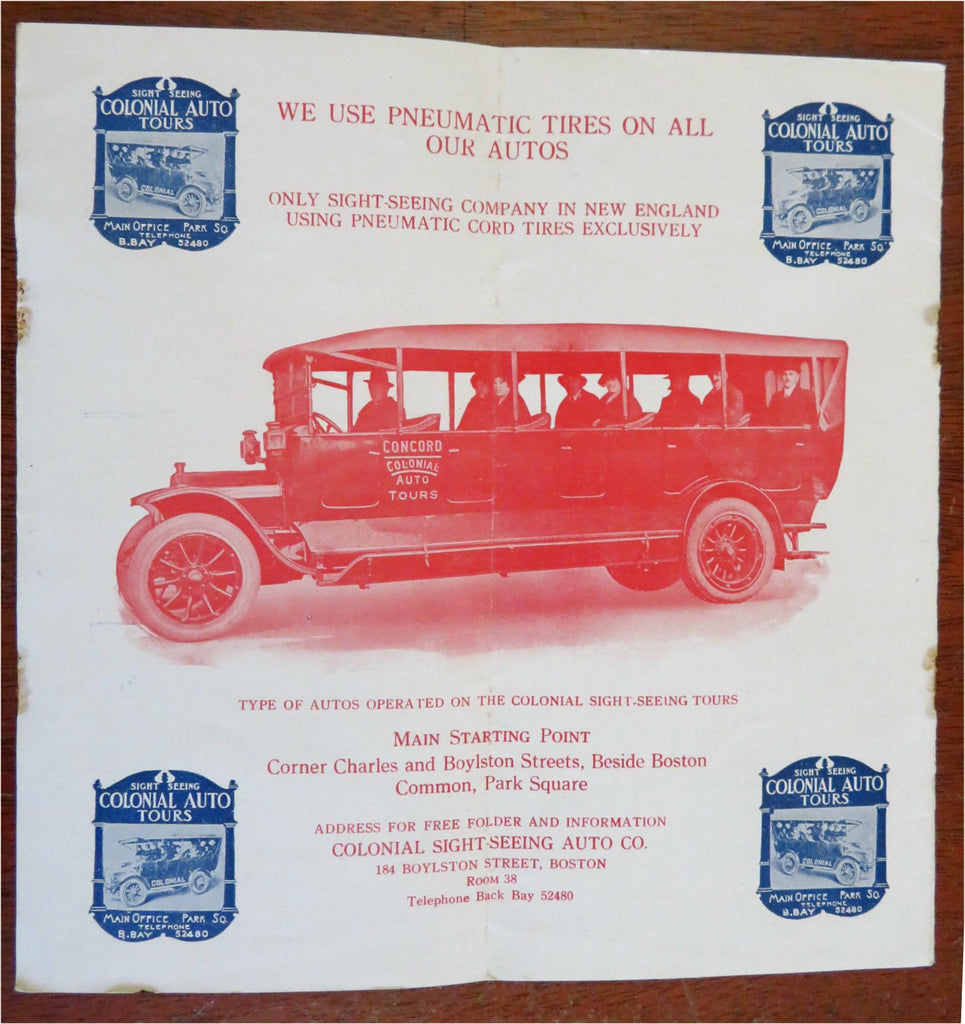 SIGHT SEEING
COLONIAL AUTO
TOURS
COLONIAL
MAIN OFFICE PARK SQ.
TELEPHONE
B.BAY 52480
WE USE PNEUMATIC TIRES ON ALL
OUR AUTOS
ONLY SIGHT-SEEING COMPANY IN NEW ENGLAND
USING PNEUMATIC CORD TIRES EXCLUSIVELY
SIGHT SEEING
COLONIAL AUTO
TOURS
COLONIAL
MAIN OFFICE PARK SQ.
TELEPHONE
B.BAY 52480
CONCORD
COLONIAL
AUTO
TOURS
TYPE OF AUTOS OPERATED ON THE COLONIAL SIGHT-SEEING TOURS
MAIN STARTING POINT
Corner Charles and Boylston Streets, Beside Boston
Common, Park Square
ADDRESS FOR FREE FOLDER AND INFORMATION
COLONIAL SIGHT-SEEING AUTO CO.
184 BOYLSTON STREET, BOSTON
ROOM 38
Telephone Back Bay 52480
SIGHT SEEING
COLONIAL AUTO
TOURS
COLONIAL
MAIN OFFICE PARK SQ.
TELEPHONE
B.BAY 52480
SIGHT SEEING
COLONIAL AUTO
TOURS
COLONIAL
MAIN OFFICE PARK SQ.
TELEPHONE
B.BAY 52480